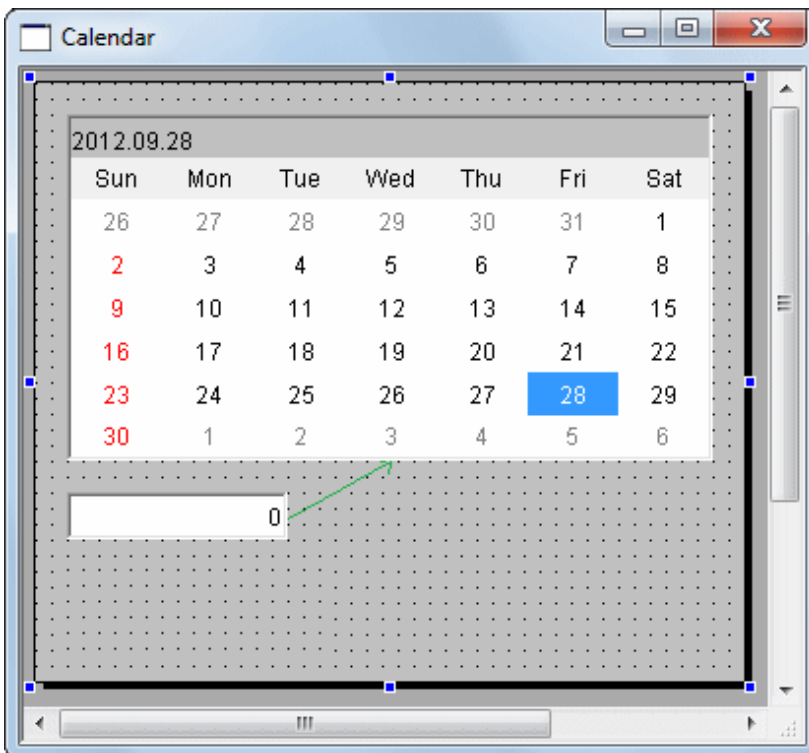 Calendar
2012.09.28
Sun Mon Tue Wed Thu Fri Sat
26 27 28 29 30 31 1
2 3 4 5 6 7 8
9 10 11 12 13 14 15
16 17 18 19 20 21 22
23 24 25 26 27 28 29
30 1 2 3 4 5 6
0